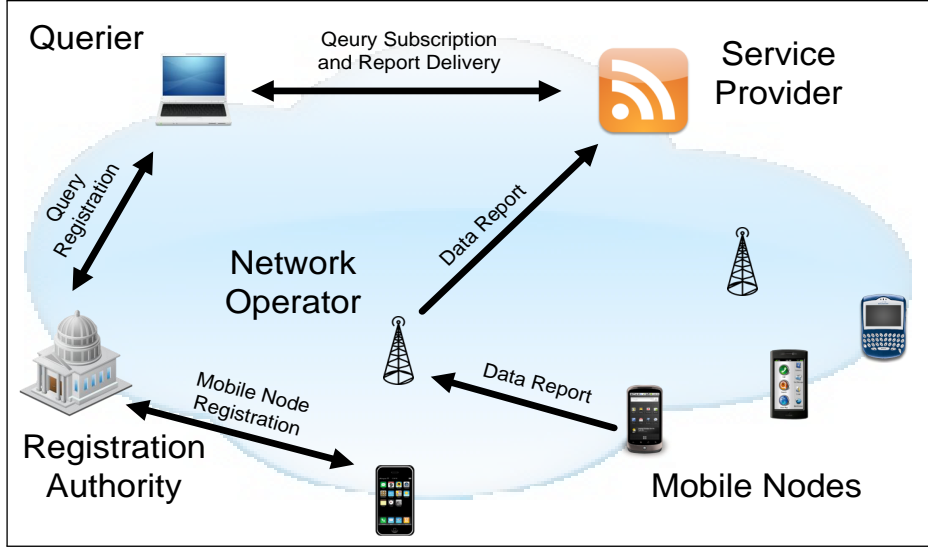 Querier
Qeury Subscription
and Report Delivery
Service
Provider
Query
Registration
Data Report
Network
Operator
Mobile Node
Registration
Data Report
Registration
Authority
Mobile Nodes